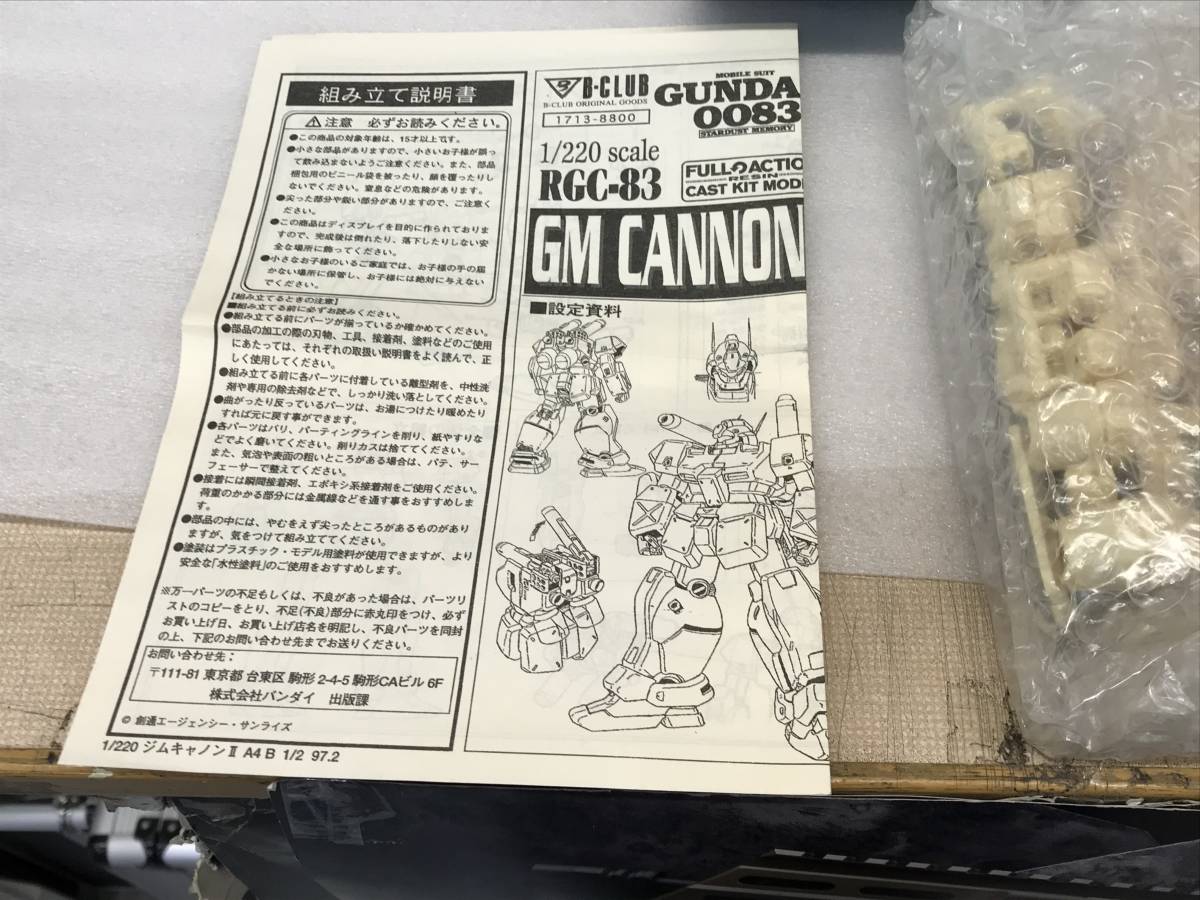 組み立て説明書
⚠注意 必ずお読みください。
●この商品の対象年齢は、15才以上です。
●小さな部品がありますので、小さいお子様が誤っ
て飲み込まないようご注意ください。また、部品
梱包用のビニール袋を被ったり、顔を覆ったりし
ないでください。窒息などの危険があります。
●尖った部分や鋭い部分がありますので、ご注意く
ださい。
●この商品はディスプレイを目的に作られておりま
すので、完成後は倒れたり、落下したりしない安
全な場所に飾ってください。
●小さなお子様のいるご家庭では、お子様の手の届
かない場所に保管し、お子様には絶対に与えない
でください。
【組み立てるときの注意】
■組み立てる前に必ずお読みください。
●組み立てる前にパーツが揃っているか確かめてください。
●部品の加工の際の刃物、工具、接着剤、塗料などのご使用
にあたっては、それぞれの取扱い説明書をよく読んで、正
しく使用してください。
●組み立てる前に各パーツに付着している離型剤を、中性洗
剤や専用の除去剤などで、しっかり洗い落としてください。
●曲がったり反っているパーツは、お湯につけたり暖めたり
すれば元に戻す事ができます。
●各パーツはバリ、パーティングラインを削り、紙やすりな
どでよく磨いてください。削りカスは捨ててください。
また、気泡や表面の粗いところがある場合は、パテ、サー
フェーサーで整えてください。
●接着には瞬間接着剤、エポキシ系接着剤をご使用ください。
荷重のかかる部分には金属線などを通す事をおすすめしま
す。
●部品の中には、やむをえず尖ったところがあるものがあり
ますが、気をつけて組み立ててください。
●塗装はプラスチック・モデル用塗料が使用できますが、より
安全な「水性塗料」のご使用をおすすめします。
※万一パーツの不足もしくは、不良があった場合は、パーツリ
ストのコピーをとり、不足(不良)部分に赤丸印をつけ、必ず
お買い上げ日、お買い上げ店名を明記し、不良パーツを同封
の上、下記のお問い合わせ先までお送りください。
お問い合わせ先：
〒111-81 東京都 台東区 駒形 2-4-5 駒形CAビル 6F
株式会社バンダイ 出版課
© 創通エージェンシー・サンライズ
1/220 ジムキャノンⅡ A4 B 1/2 97.2
B-CLUB
B-CLUB ORIGINAL GOODS
1713-8800
MOBILE SUIT
GUNDA
0083
STARDUST MEMORY
1/220 scale
RGC-83
FULL ACTIO
RESIN
CAST KIT MOD
GM CANNON
■設定資料